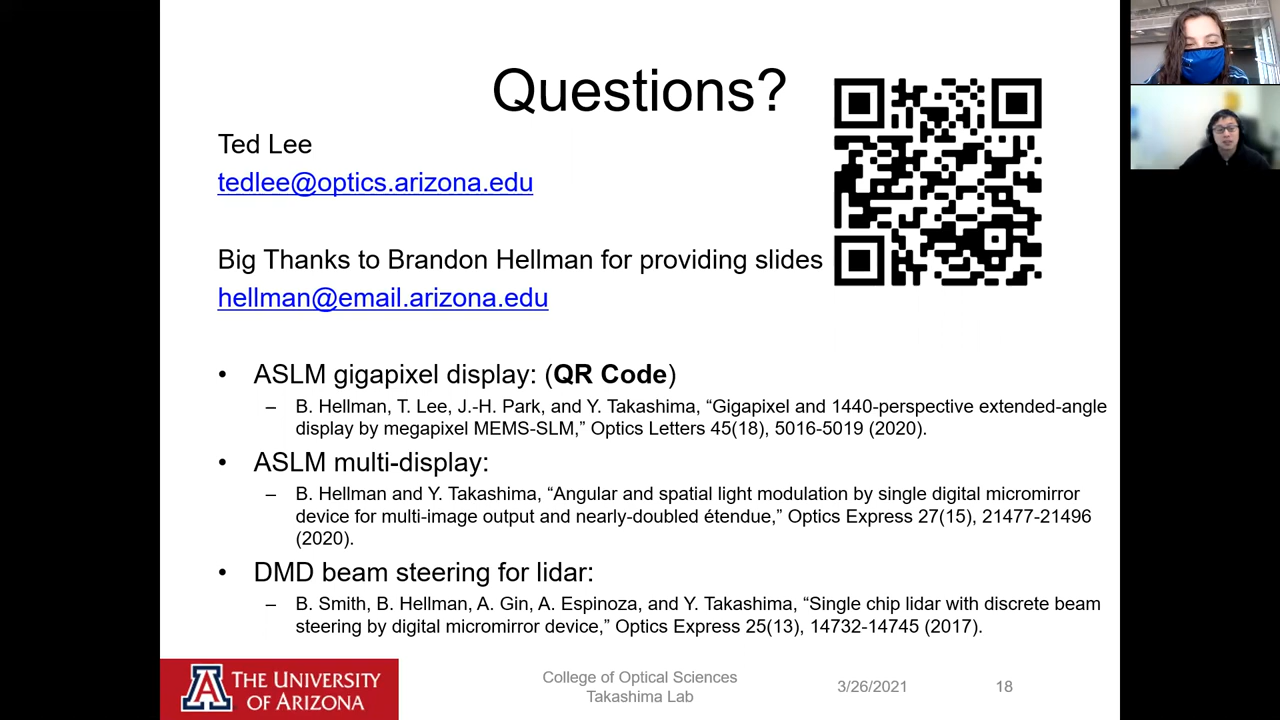 Questions?
Ted Lee
tedlee@optics.arizona.edu
Big Thanks to Brandon Hellman for providing slides
hellman@email.arizona.edu
• ASLM gigapixel display: (QR Code)
– B. Hellman, T. Lee, J.-H. Park, and Y. Takashima, “Gigapixel and 1440-perspective extended-angle
display by megapixel MEMS-SLM,” Optics Letters 45(18), 5016-5019 (2020).
• ASLM multi-display:
– B. Hellman and Y. Takashima, “Angular and spatial light modulation by single digital micromirror
device for multi-image output and nearly-doubled étendue,” Optics Express 27(15), 21477-21496
(2020).
• DMD beam steering for lidar:
– B. Smith, B. Hellman, A. Gin, A. Espinoza, and Y. Takashima, “Single chip lidar with discrete beam
steering by digital micromirror device,” Optics Express 25(13), 14732-14745 (2017).
A THE UNIVERSITY
OF ARIZONA
College of Optical Sciences
Takashima Lab
3/26/2021
18